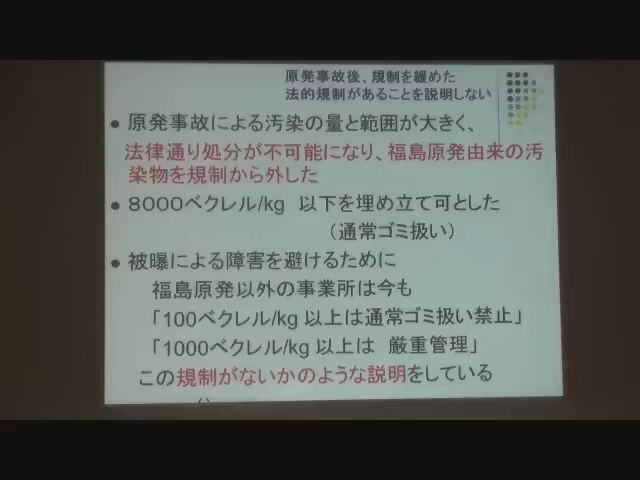 原発事故後、規制を緩めた
法的規制があることを説明しない
● 原発事故による汚染の量と範囲が大きく、
法律通り処分が不可能になり、福島原発由来の汚
染物を規制から外した
● 8000ベクレル/kg 以下を埋め立て可とした
（通常ゴミ扱い）
● 被曝による障害を避けるために
福島原発以外の事業所は今も
「100ベクレル/kg 以上は通常ゴミ扱い禁止」
「1000ベクレル/kg 以上は 厳重管理」
この規制がないかのような説明をしている